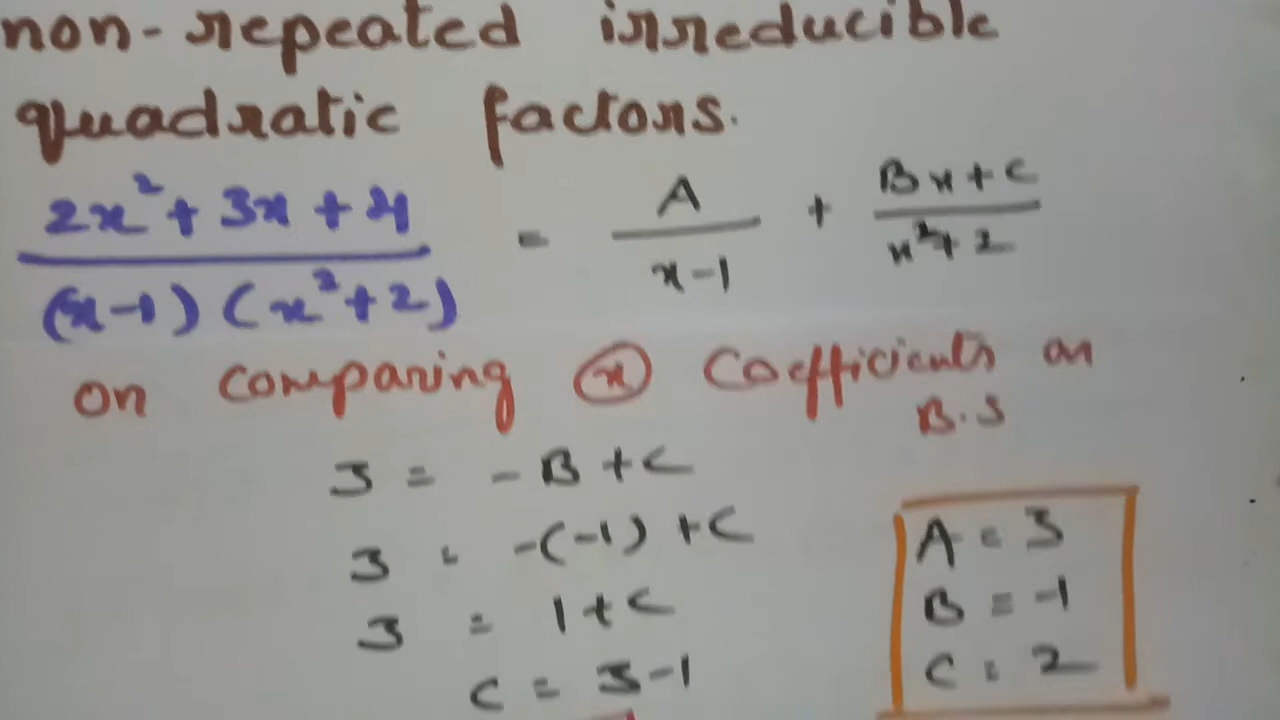 non-repeated irreducible
quadratic factors.
2x²+3x+4 / (x-1)(x²+2) = A / x-1 + Bx+C / x²+2
on comparing (x) Coefficients on
B.S
3 = -B+C
3 = -(-1)+C
3 = 1+C
C = 3-1
A = 3
B = -1
C = 2